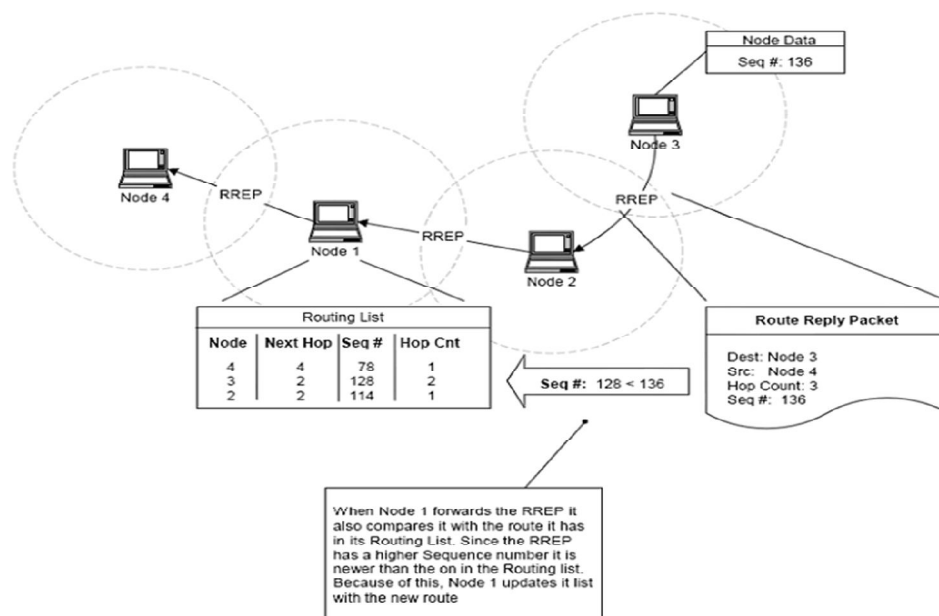 Node Data
Seq #: 136
Node 3
Node 4
RREP
RREP
Node 1
RREP
Node 2
Routing List
Node Next Hop Seq # Hop Cnt
4 4 78 1
3 2 128 2
2 2 114 1
Seq #: 128 < 136
Route Reply Packet
Dest: Node 3
Src: Node 4
Hop Count: 3
Seq #: 136
When Node 1 forwards the RREP it
also compares it with the route it has
in its Routing List. Since the RREP
has a higher Sequence number it is
newer than the on in the Routing list.
Because of this, Node 1 updates it list
with the new route